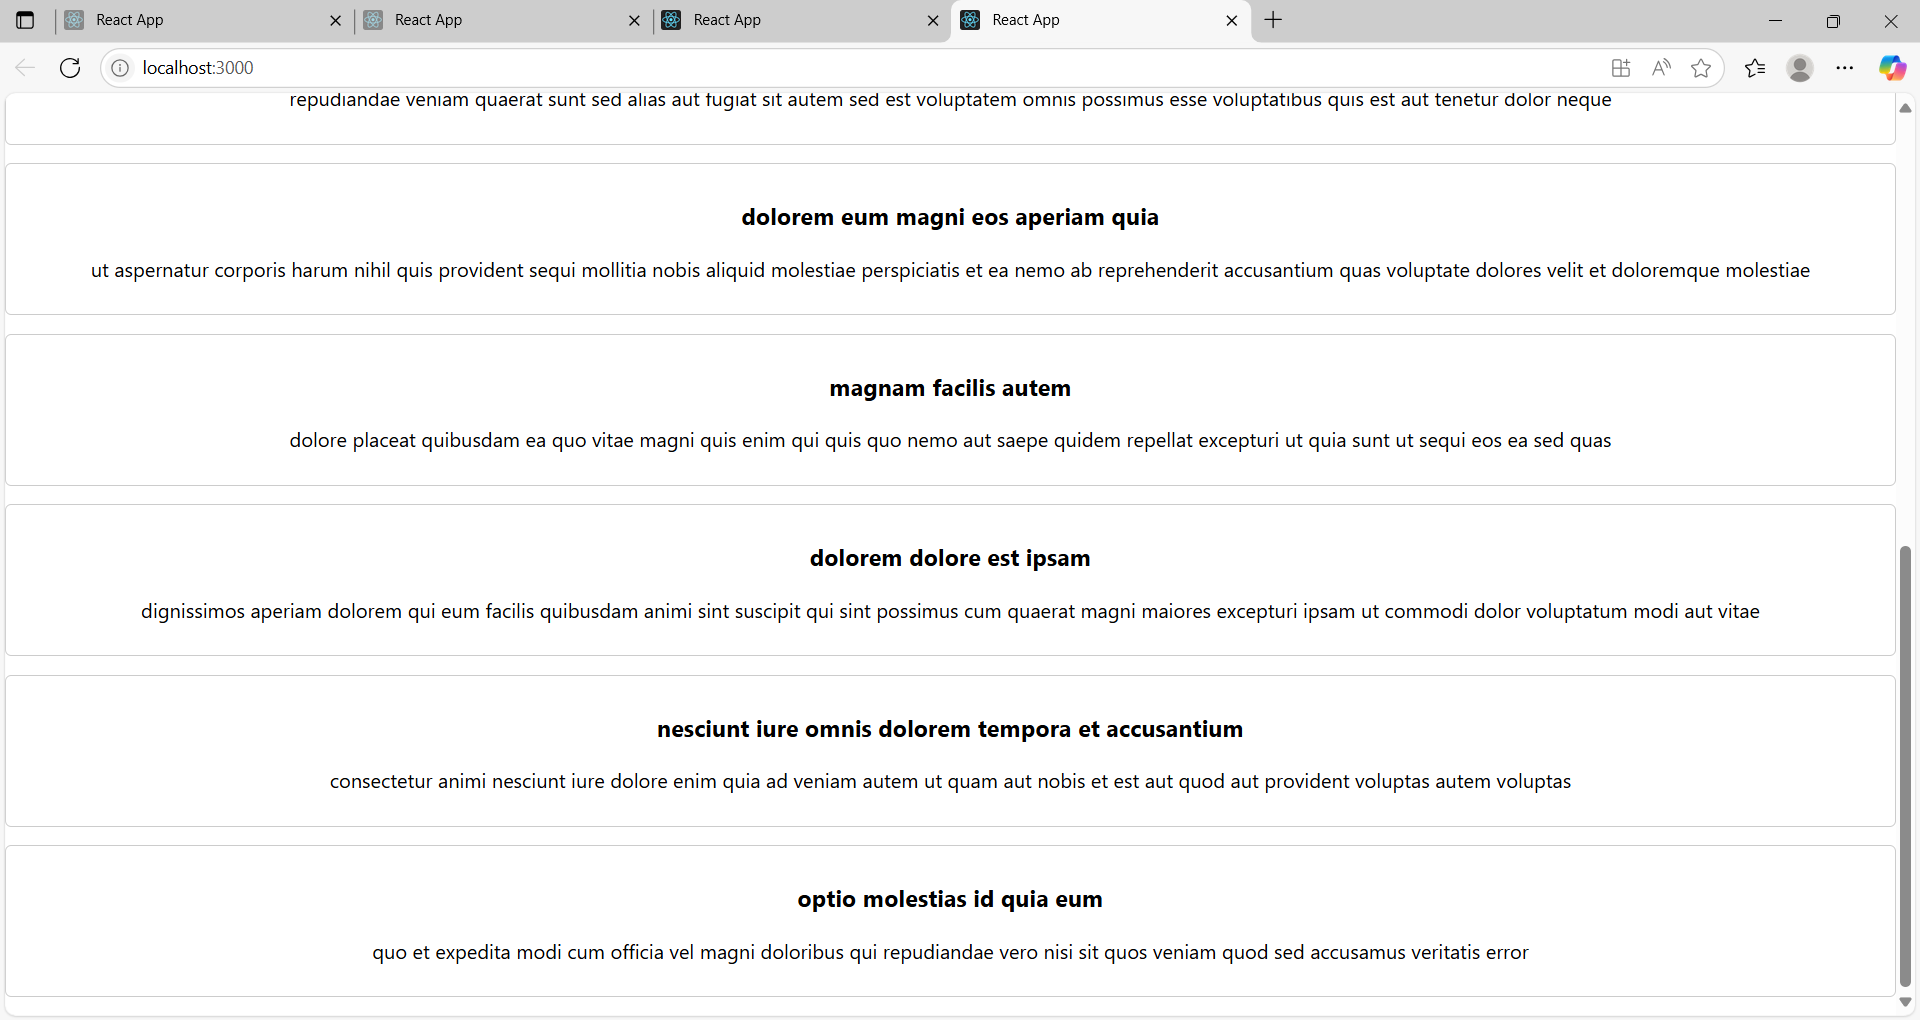 React App
React App
React App
React App
localhost:3000
repudiandae veniam quaerat sunt sed alias aut fugiat sit autem sed est voluptatem omnis possimus esse voluptatibus quis est aut tenetur dolor neque
dolorem eum magni eos aperiam quia
ut aspernatur corporis harum nihil quis provident sequi mollitia nobis aliquid molestiae perspiciatis et ea nemo ab reprehenderit accusantium quas voluptate dolores velit et doloremque molestiae
magnam facilis autem
dolore placeat quibusdam ea quo vitae magni quis enim qui quis quo nemo aut saepe quidem repellat excepturi ut quia sunt ut sequi eos ea sed quas
dolorem dolore est ipsam
dignissimos aperiam dolorem qui eum facilis quibusdam animi sint suscipit qui sint possimus cum quaerat magni maiores excepturi ipsam ut commodi dolor voluptatum modi aut vitae
nesciunt iure omnis dolorem tempora et accusantium
consectetur animi nesciunt iure dolore enim quia ad veniam autem ut quam aut nobis et est aut quod aut provident voluptas autem voluptas
optio molestias id quia eum
quo et expedita modi cum officia vel magni doloribus qui repudiandae vero nisi sit quos veniam quod sed accusamus veritatis error